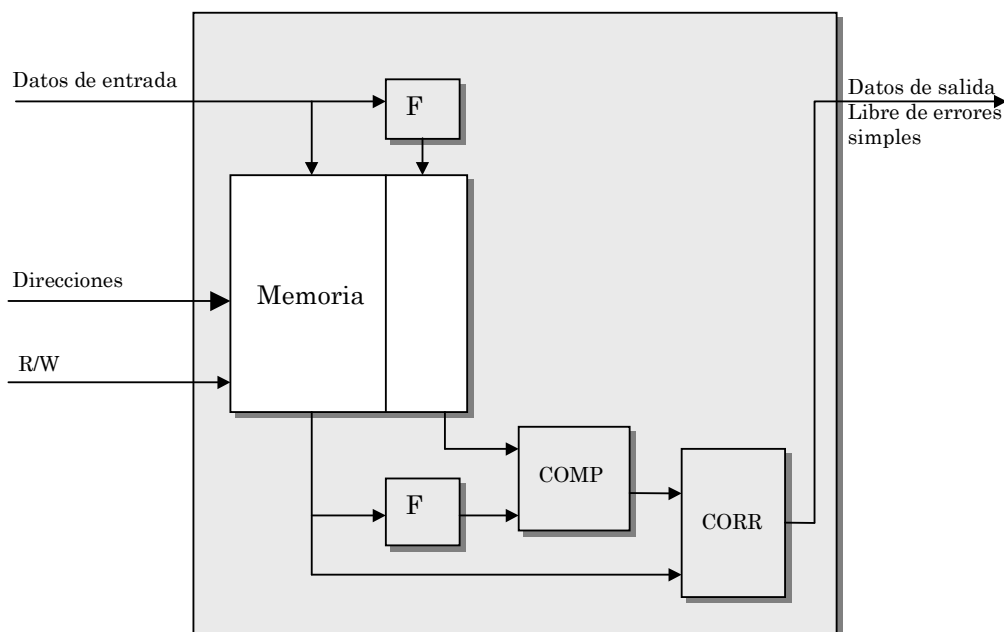 Datos de entrada
F
Datos de salida
Libre de errores
simples
Direcciones
Memoria
R/W
COMP
F
CORR